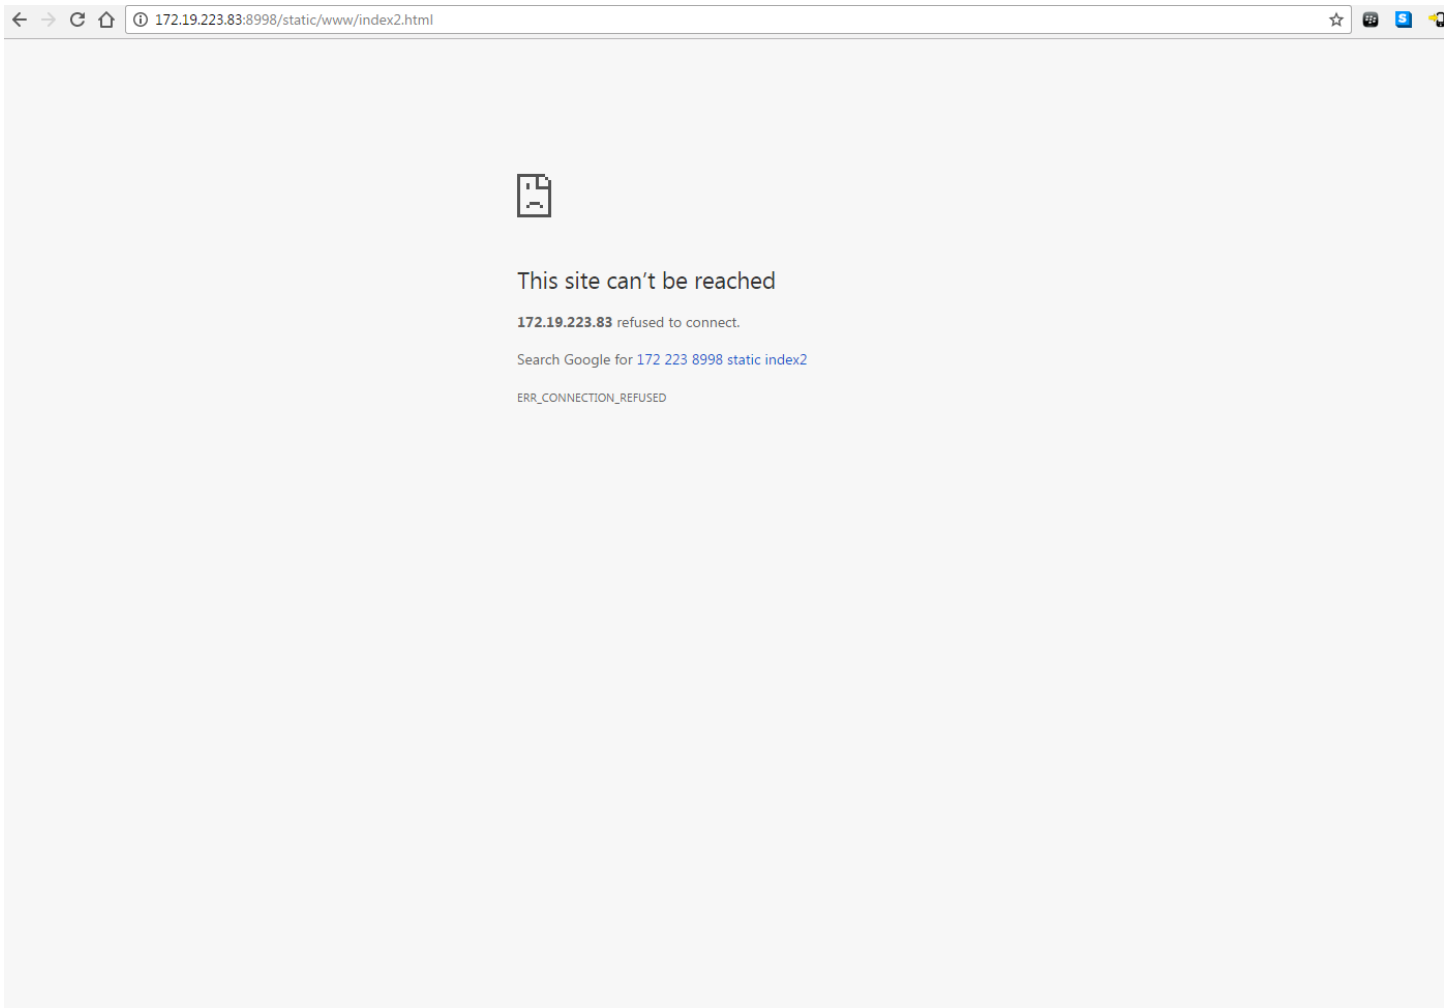 172.19.223.83:8998/static/www/index2.html
S
This site can't be reached
172.19.223.83 refused to connect.
Search Google for 172 223 8998 static index2
ERR_CONNECTION_REFUSED